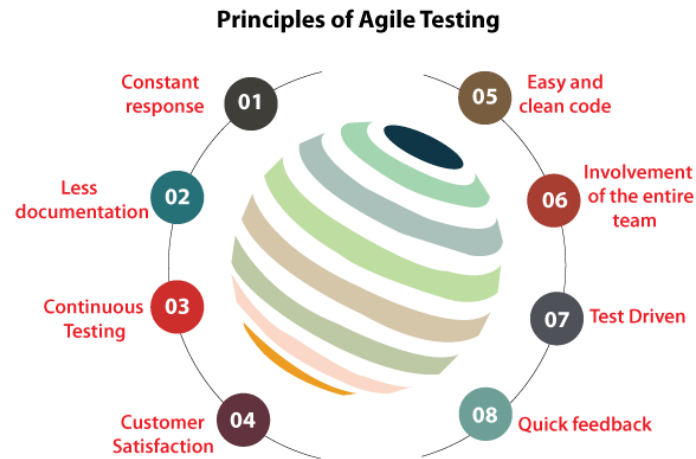 Principles of Agile Testing
Constant
response
01
Less
documentation
02
Continuous
Testing
03
Customer
Satisfaction
04
05
Easy and
clean code
06
Involvement
of the entire
team
07
Test Driven
08
Quick feedback